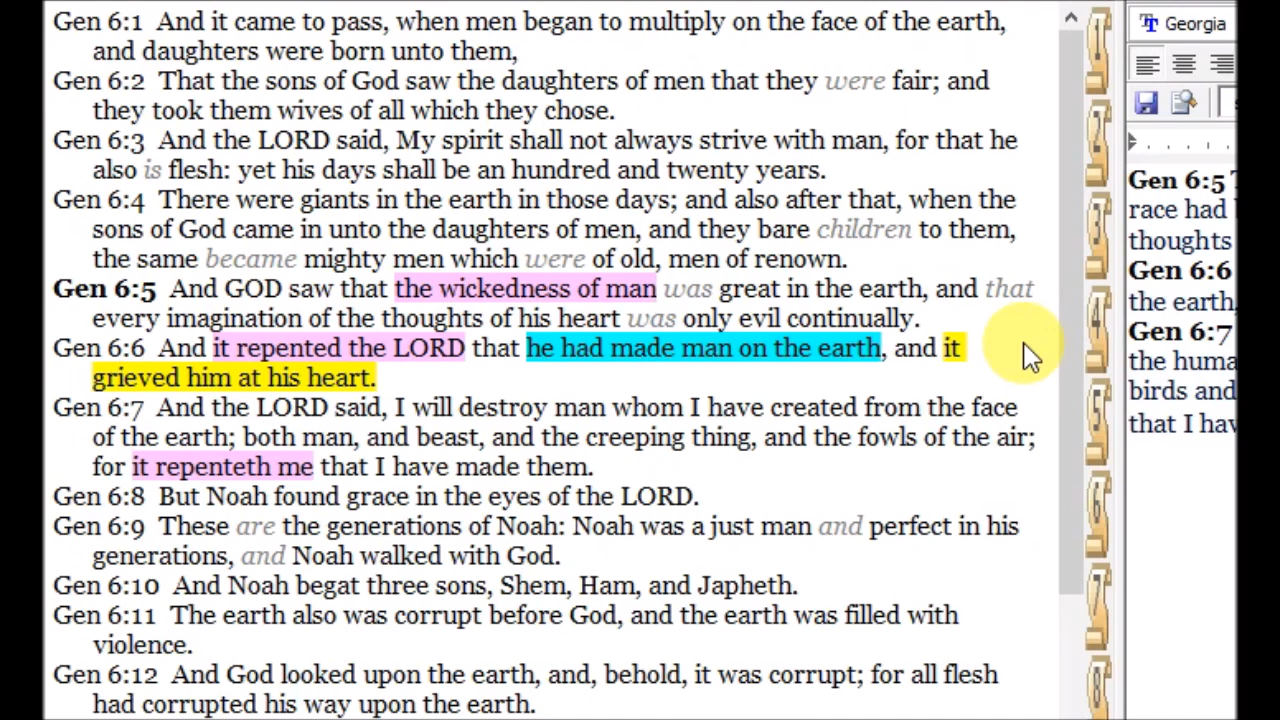 Gen 6:1 And it came to pass, when men began to multiply on the face of the earth,
and daughters were born unto them,
Gen 6:2 That the sons of God saw the daughters of men that they were fair; and
they took them wives of all which they chose.
Gen 6:3 And the LORD said, My spirit shall not always strive with man, for that he
also is flesh: yet his days shall be an hundred and twenty years.
Gen 6:4 There were giants in the earth in those days; and also after that, when the
sons of God came in unto the daughters of men, and they bare children to them,
the same became mighty men which were of old, men of renown.
Gen 6:5 And GOD saw that the wickedness of man was great in the earth, and that
every imagination of the thoughts of his heart was only evil continually.
Gen 6:6 And it repented the LORD that he had made man on the earth, and it
grieved him at his heart.
Gen 6:7 And the LORD said, I will destroy man whom I have created from the face
of the earth; both man, and beast, and the creeping thing, and the fowls of the air;
for it repenteth me that I have made them.
Gen 6:8 But Noah found grace in the eyes of the LORD.
Gen 6:9 These are the generations of Noah: Noah was a just man and perfect in his
generations, and Noah walked with God.
Gen 6:10 And Noah begat three sons, Shem, Ham, and Japheth.
Gen 6:11 The earth also was corrupt before God, and the earth was filled with
violence.
Gen 6:12 And God looked upon the earth, and, behold, it was corrupt; for all flesh
had corrupted his way upon the earth.
1
2
3
4
5
6
7
8
Georgia
Gen 6:5
race had
thoughts
Gen 6:6
the earth,
Gen 6:7
the huma
birds and
that I hav